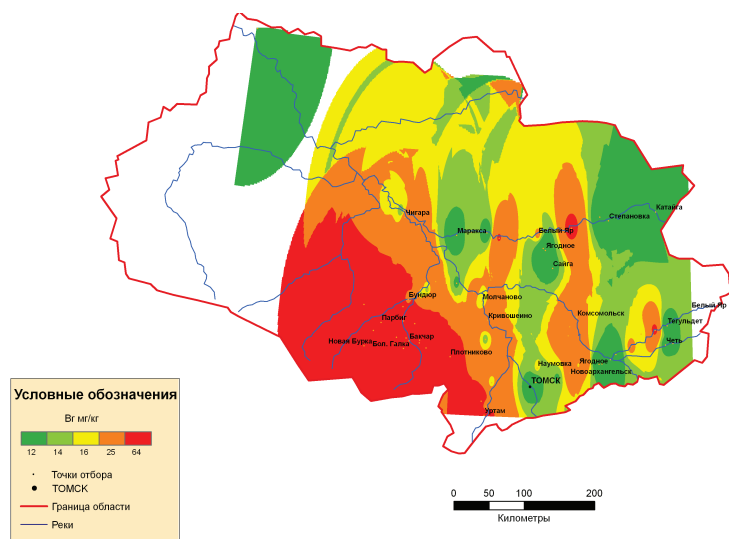 Катайга
Степановка
Чигара
Маракса
Белый Яр
Ягодное
Сайга
Белый Яр
Бундюр
Молчаново
Кривошеино
Комсомольск
Тегульдет
Парбиг
Новая Бурка
Бол. Галка
Бакчар
Четь
Плотниково
Наумовка
Ягодное
Новоархангельск
ТОМСК
Уртам
Условные обозначения
Br мг/кг
12 14 16 25 64
Точки отбора
ТОМСК
Граница области
Реки
0 50 100 200
Километры